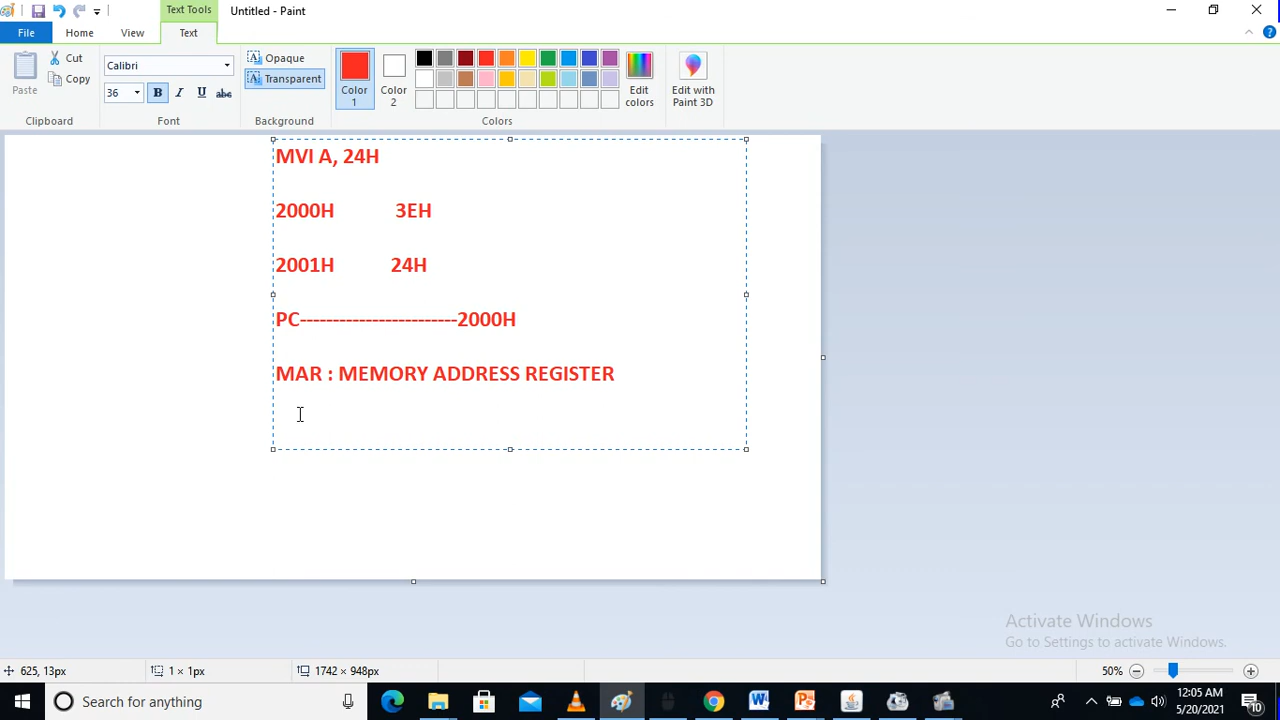 Text Tools
Untitled - Paint
File
Home
View
Text
Paste
Cut
Copy
Clipboard
Calibri
36
B
I
U
abc
Font
Opaque
Transparent
Background
Color
1
Color
2
Edit
colors
Colors
Edit with
Paint 3D
MVI A, 24H
2000H 3EH
2001H 24H
PC------------------------2000H
MAR : MEMORY ADDRESS REGISTER
Activate Windows
Go to Settings to activate Windows.
625, 13px
1 × 1px
1742 × 948px
50%
Search for anything
12:05 AM
5/20/2021
10